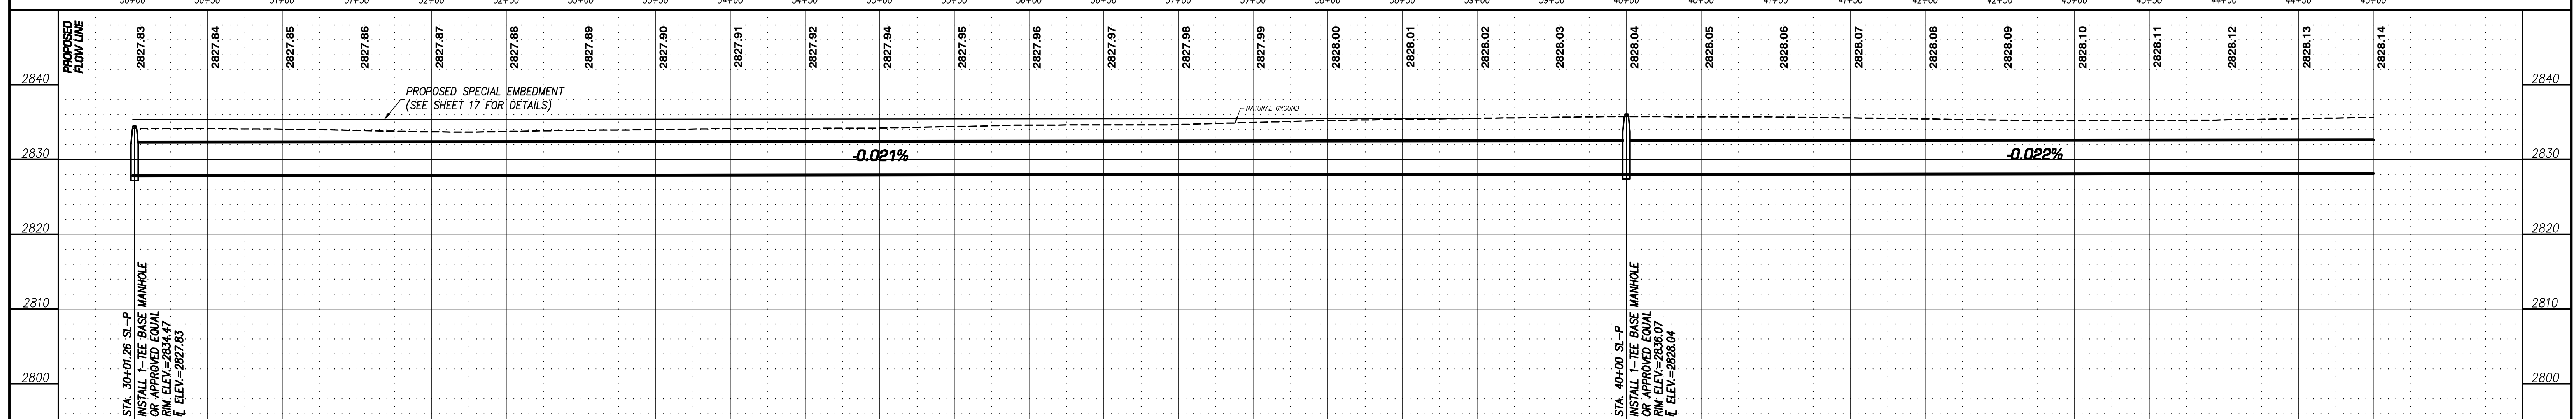 PROPOSED
FLOW LINE
2827.83
2827.84
2827.85
2827.86
2827.87
2827.88
2827.89
2827.90
2827.91
2827.92
2827.94
2827.95
2827.96
2827.97
2827.98
2827.99
2828.00
2828.01
2828.02
2828.03
2828.04
2828.05
2828.06
2828.07
2828.08
2828.09
2828.10
2828.11
2828.12
2828.13
2828.14
2840
2840
PROPOSED SPECIAL EMBEDMENT
(SEE SHEET 17 FOR DETAILS)
NATURAL GROUND
2830
-0.021%
-0.022%
2830
2820
2820
2810
2810
2800
2800
STA. 30+01.26 SL-P
INSTALL 1-TEE BASE MANHOLE
OR APPROVED EQUAL
RIM ELEV.=2834.47
FL ELEV.=2827.83
STA. 40+00 SL-P
INSTALL 1-TEE BASE MANHOLE
OR APPROVED EQUAL
RIM ELEV.=2836.07
FL ELEV.=2828.04